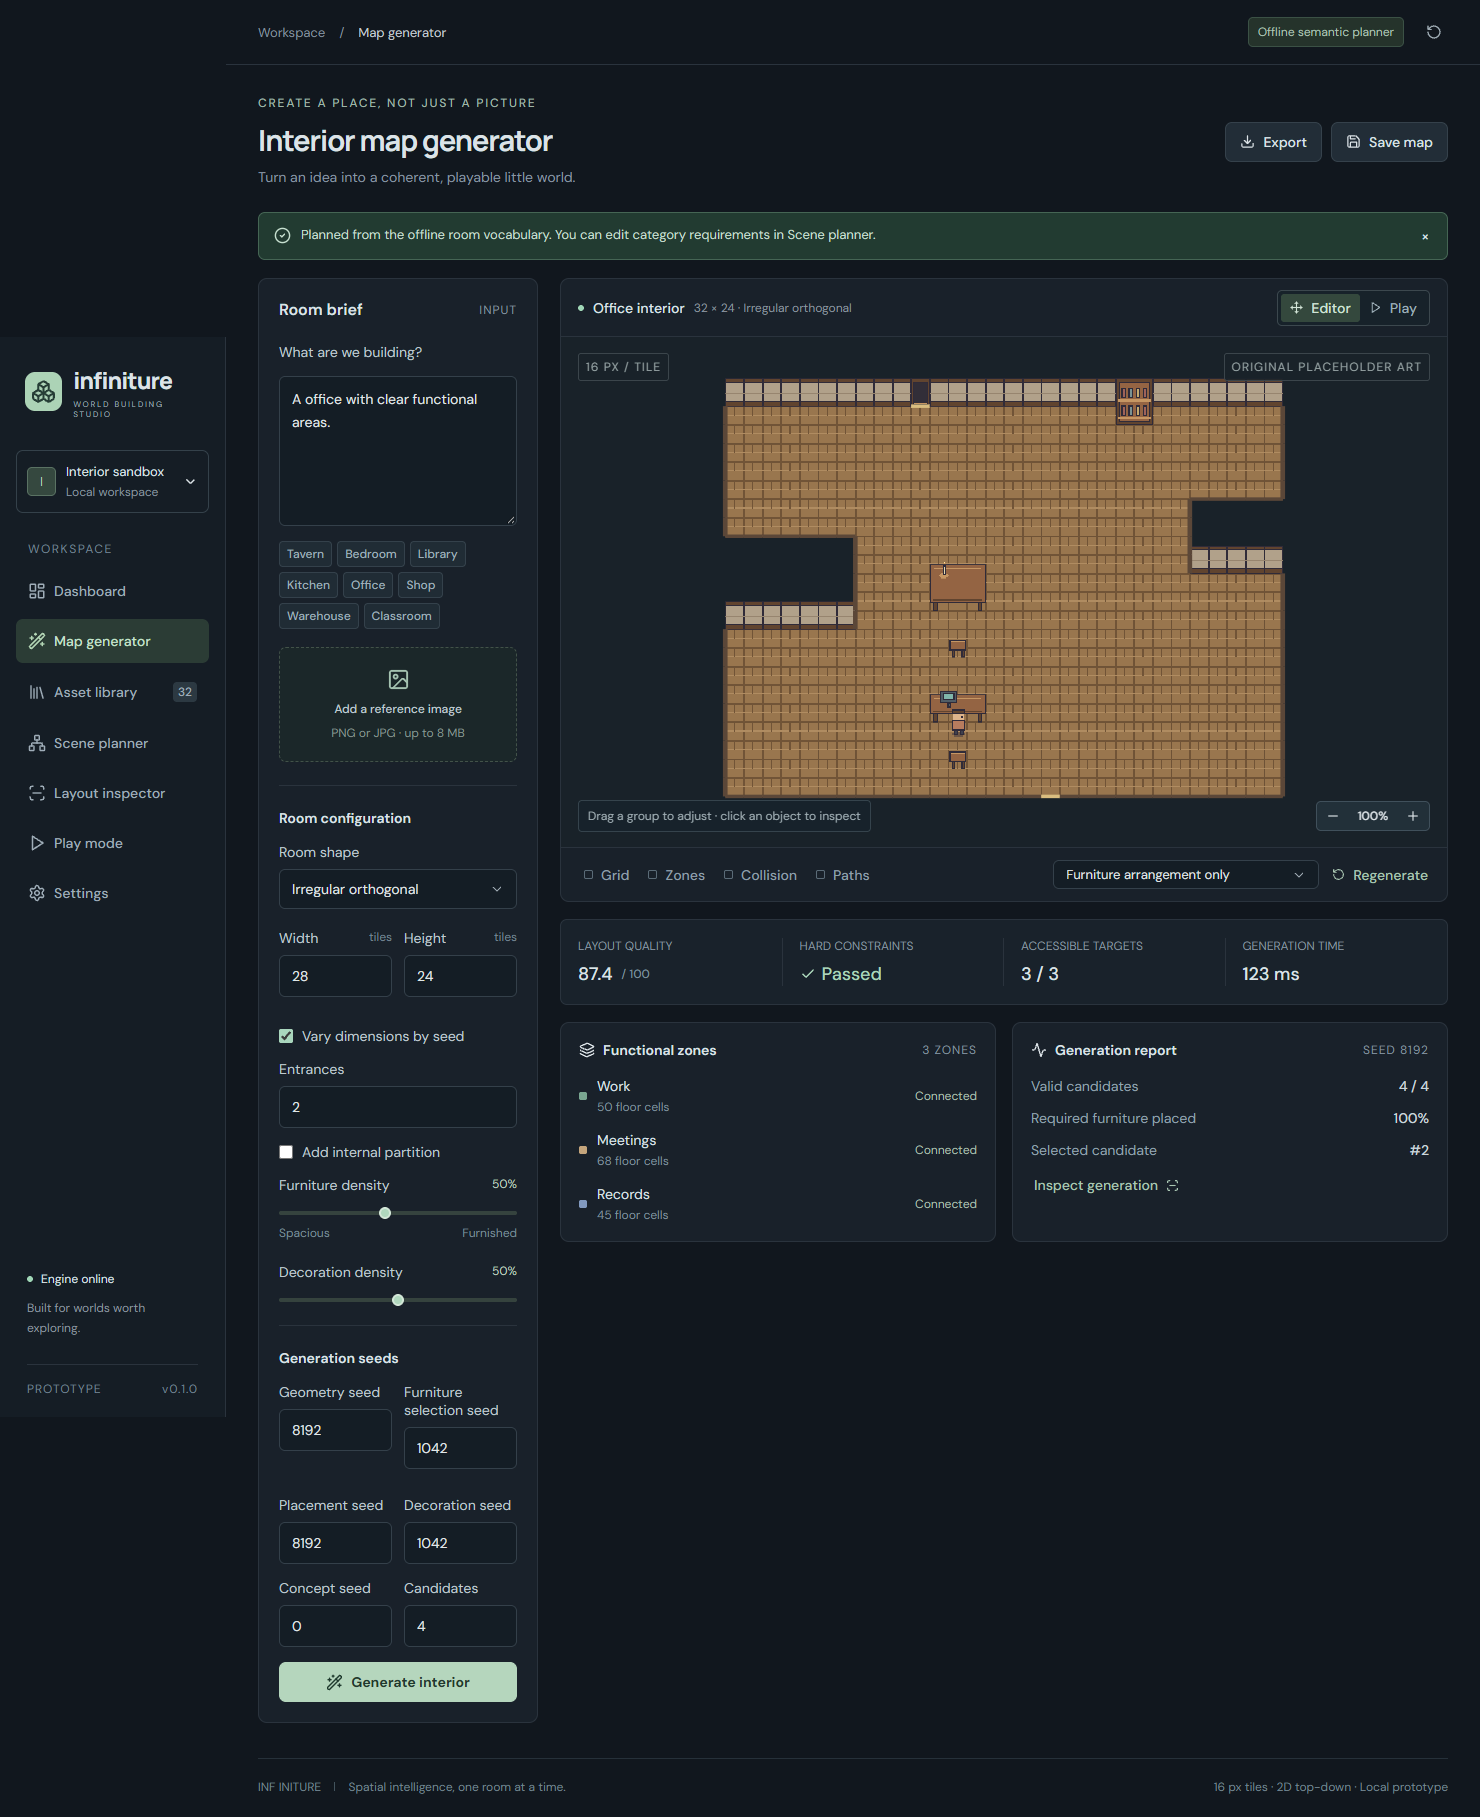 Workspace / Map generator
Offline semantic planner
CREATE A PLACE, NOT JUST A PICTURE
Interior map generator
Turn an idea into a coherent, playable little world.
Export
Save map
Planned from the offline room vocabulary. You can edit category requirements in Scene planner.
×
infiniture
WORLD BUILDING
STUDIO
I
Interior sandbox
Local workspace
WORKSPACE
Dashboard
Map generator
Asset library 32
Scene planner
Layout inspector
Play mode
Settings
Engine online
Built for worlds worth
exploring.
PROTOTYPE v0.1.0
Room brief INPUT
What are we building?
A office with clear functional
areas.
Tavern Bedroom Library
Kitchen Office Shop
Warehouse Classroom
Add a reference image
PNG or JPG · up to 8 MB
Room configuration
Room shape
Irregular orthogonal
Width tiles Height tiles
28 24
Vary dimensions by seed
Entrances
2
Add internal partition
Furniture density 50%
Spacious Furnished
Decoration density 50%
Generation seeds
Geometry seed Furniture
selection seed
8192 1042
Placement seed Decoration seed
8192 1042
Concept seed Candidates
0 4
Generate interior
Office interior 32 × 24 · Irregular orthogonal
Editor Play
16 PX / TILE
ORIGINAL PLACEHOLDER ART
Drag a group to adjust · click an object to inspect
− 100% +
Grid Zones Collision Paths
Furniture arrangement only
Regenerate
LAYOUT QUALITY HARD CONSTRAINTS ACCESSIBLE TARGETS GENERATION TIME
87.4 / 100 Passed 3 / 3 123 ms
Functional zones 3 ZONES
Work
50 floor cells
Connected
Meetings
68 floor cells
Connected
Records
45 floor cells
Connected
Generation report SEED 8192
Valid candidates 4 / 4
Required furniture placed 100%
Selected candidate #2
Inspect generation
INF INITURE | Spatial intelligence, one room at a time.
16 px tiles · 2D top-down · Local prototype